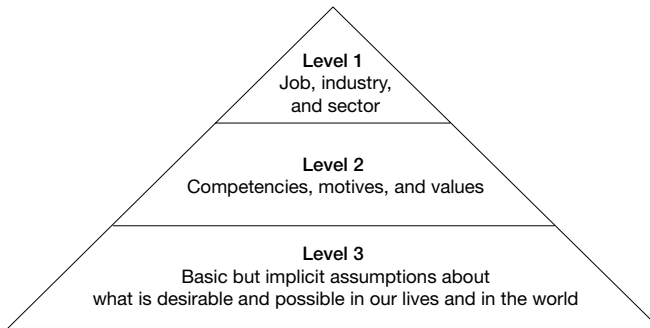 Level 1
Job, industry,
and sector
Level 2
Competencies, motives, and values
Level 3
Basic but implicit assumptions about
what is desirable and possible in our lives and in the world